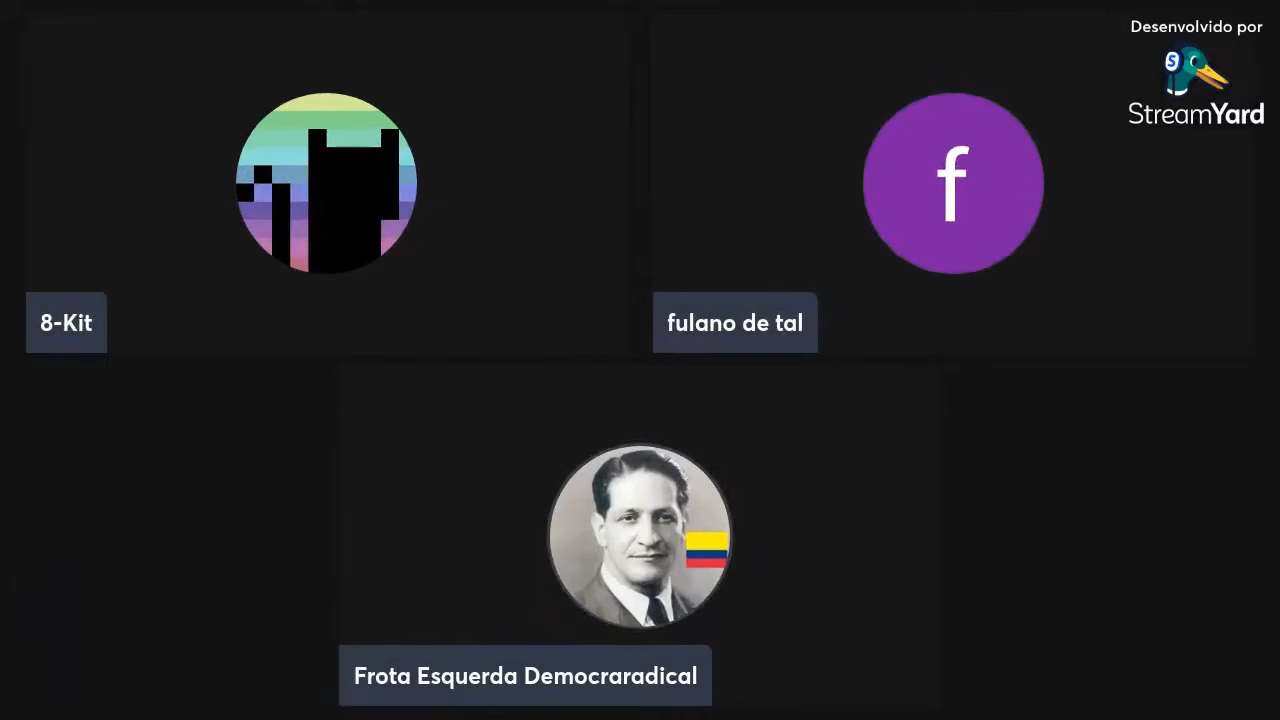 Desenvolvido por
S
StreamYard
f
8-Kit
fulano de tal
Frota Esquerda Democraradical